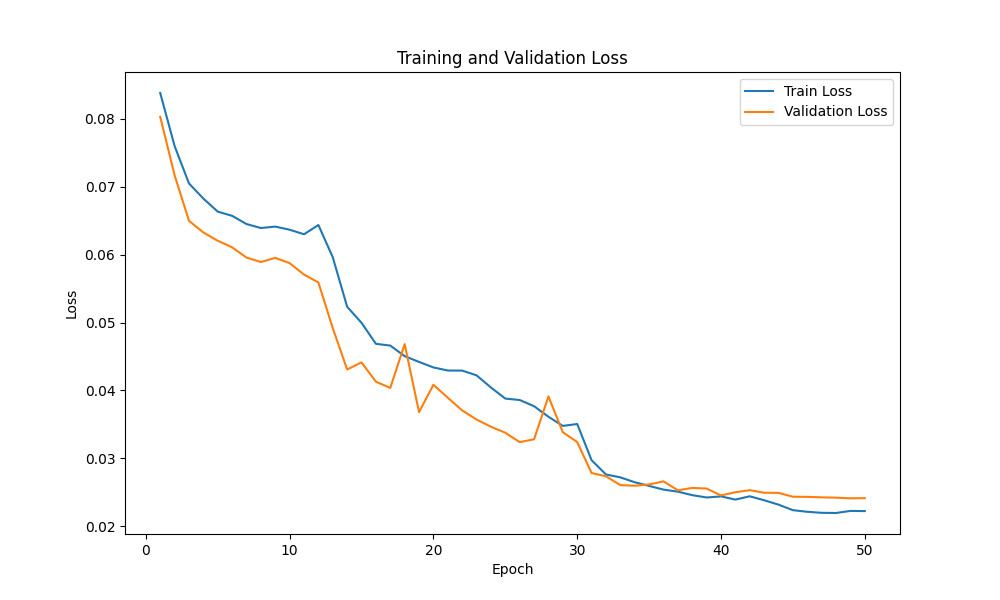 Training and Validation Loss
Train Loss
Validation Loss
0.08
0.07
0.06
0.05
0.04
0.03
0.02
Loss
0 10 20 30 40 50
Epoch